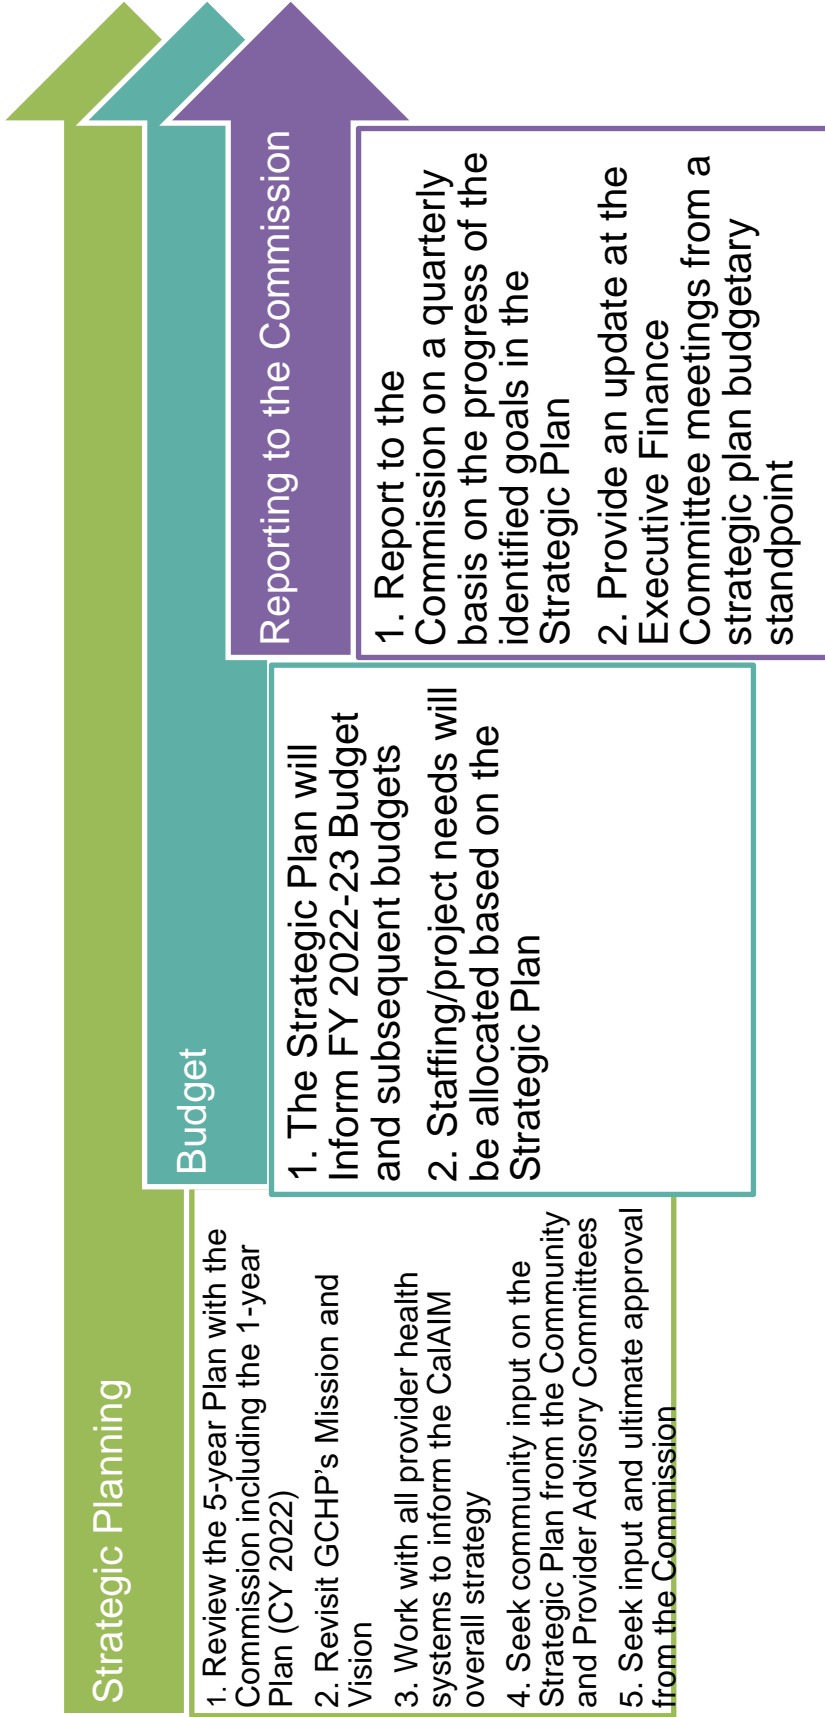 Strategic Planning
1. Review the 5-year Plan with the
Commission including the 1-year
Plan (CY 2022)
2. Revisit GCHP's Mission and
Vision
3. Work with all provider health
systems to inform the CalAIM
overall strategy
4. Seek community input on the
Strategic Plan from the Community
and Provider Advisory Committees
5. Seek input and ultimate approval
from the Commission
Budget
1. The Strategic Plan will
Inform FY 2022-23 Budget
and subsequent budgets
2. Staffing/project needs will
be allocated based on the
Strategic Plan
Reporting to the Commission
1. Report to the
Commission on a quarterly
basis on the progress of the
identified goals in the
Strategic Plan
2. Provide an update at the
Executive Finance
Committee meetings from a
strategic plan budgetary
standpoint